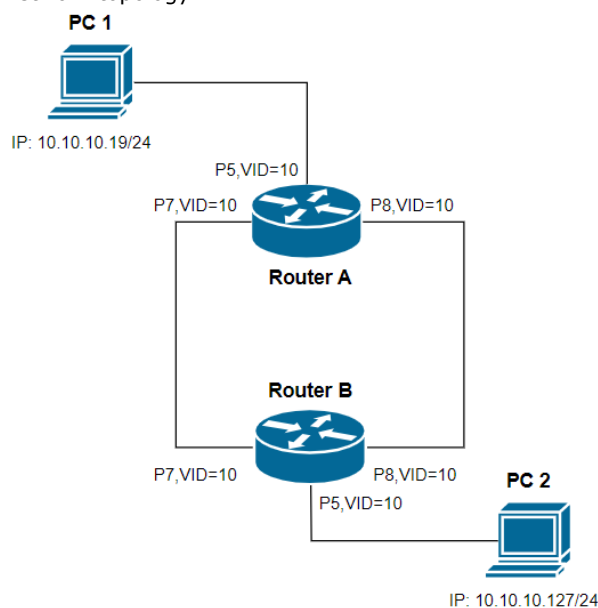 PC 1
IP: 10.10.10.19/24
P5,VID=10
P7,VID=10
P8,VID=10
Router A
Router B
P7,VID=10
P8,VID=10
P5,VID=10
PC 2
IP: 10.10.10.127/24